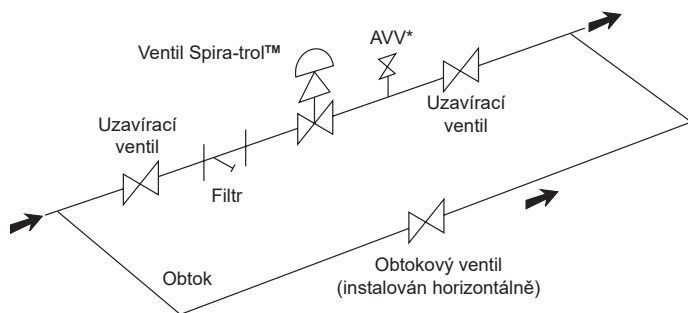 Ventil Spira-trol™
AVV*
Uzavírací
ventil
Uzavírací
ventil
Filtr
Obtok
Obtokový ventil
(instalován horizontálně)